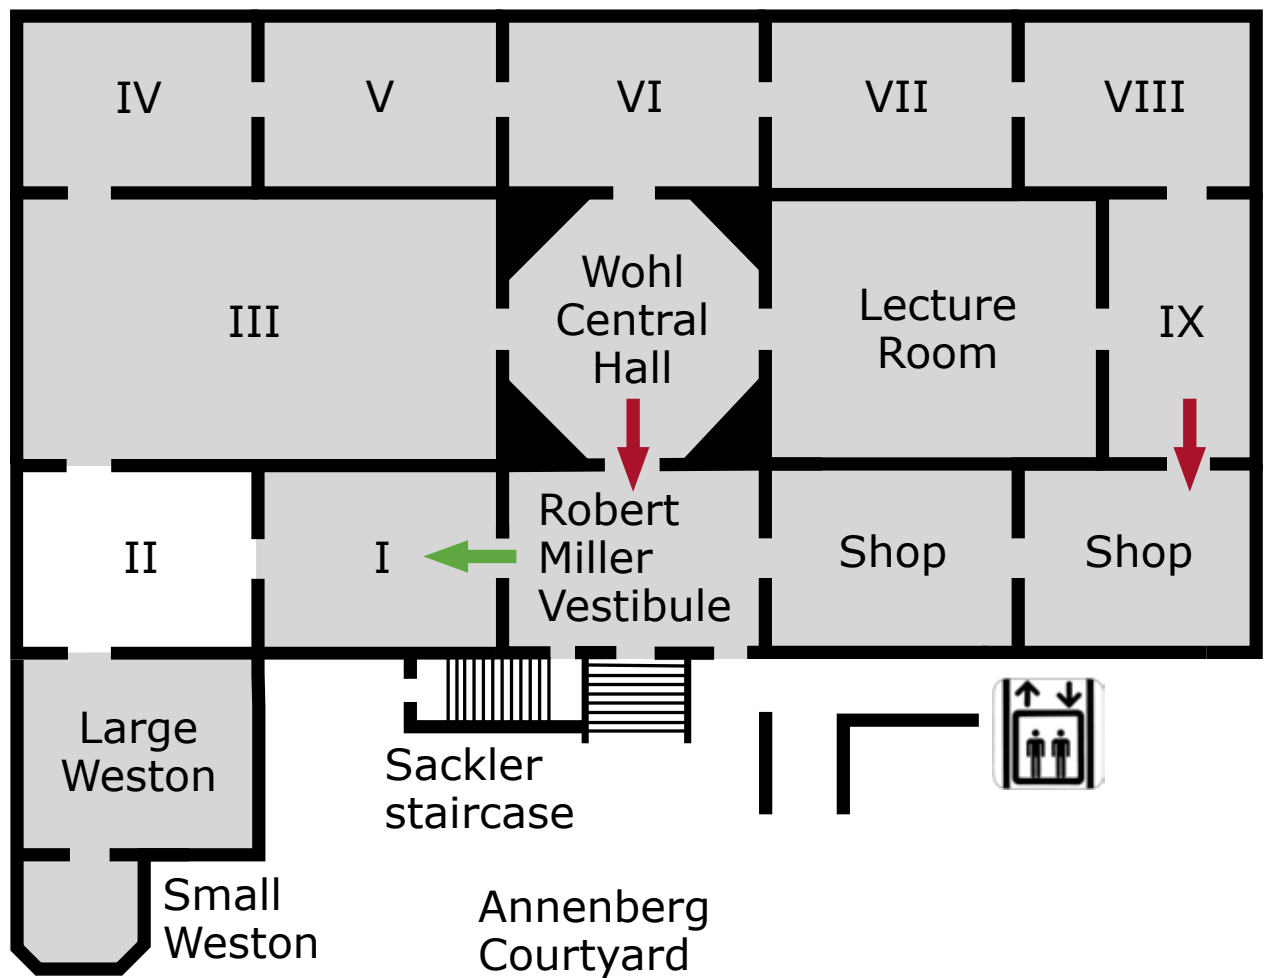 IV
V
VI
VII
VIII
III
Wohl
Central
Hall
Lecture
Room
IX
II
I
Robert
Miller
Vestibule
Shop
Shop
Large
Weston
Sackler
staircase
Small
Weston
Annenberg
Courtyard